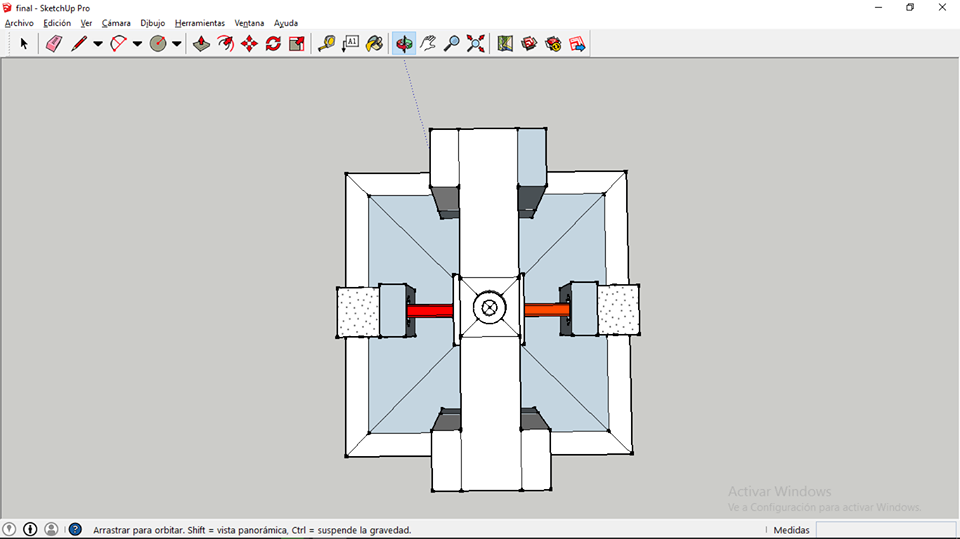 final - SketchUp Pro
Archivo Edición Ver Cámara Dibujo Herramientas Ventana Ayuda
A1
Activar Windows
Ve a Configuración para activar Windows.
Arrastrar para orbitar. Shift = vista panorámica, Ctrl = suspende la gravedad.
Medidas